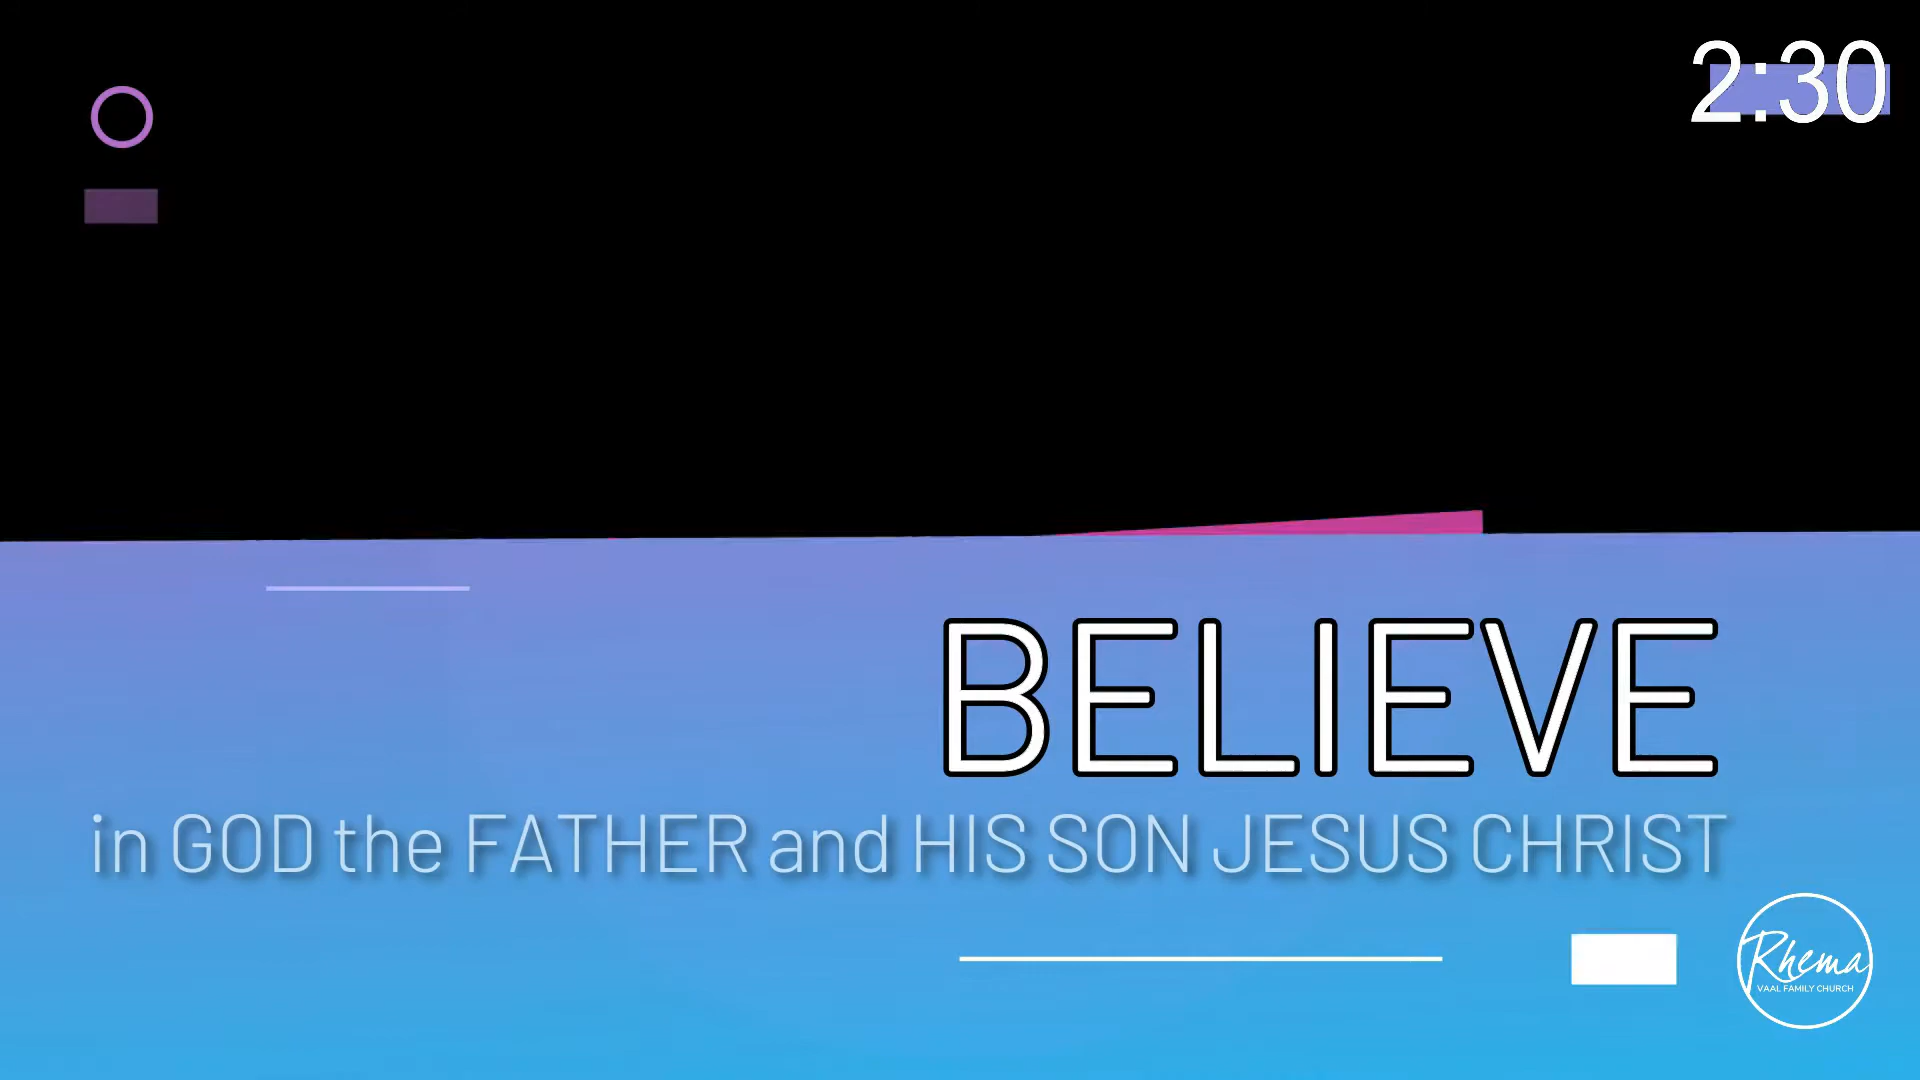 2:30
BELIEVE
in GOD the FATHER and HIS SON JESUS CHRIST
Rhema
VAAL FAMILY CHURCH